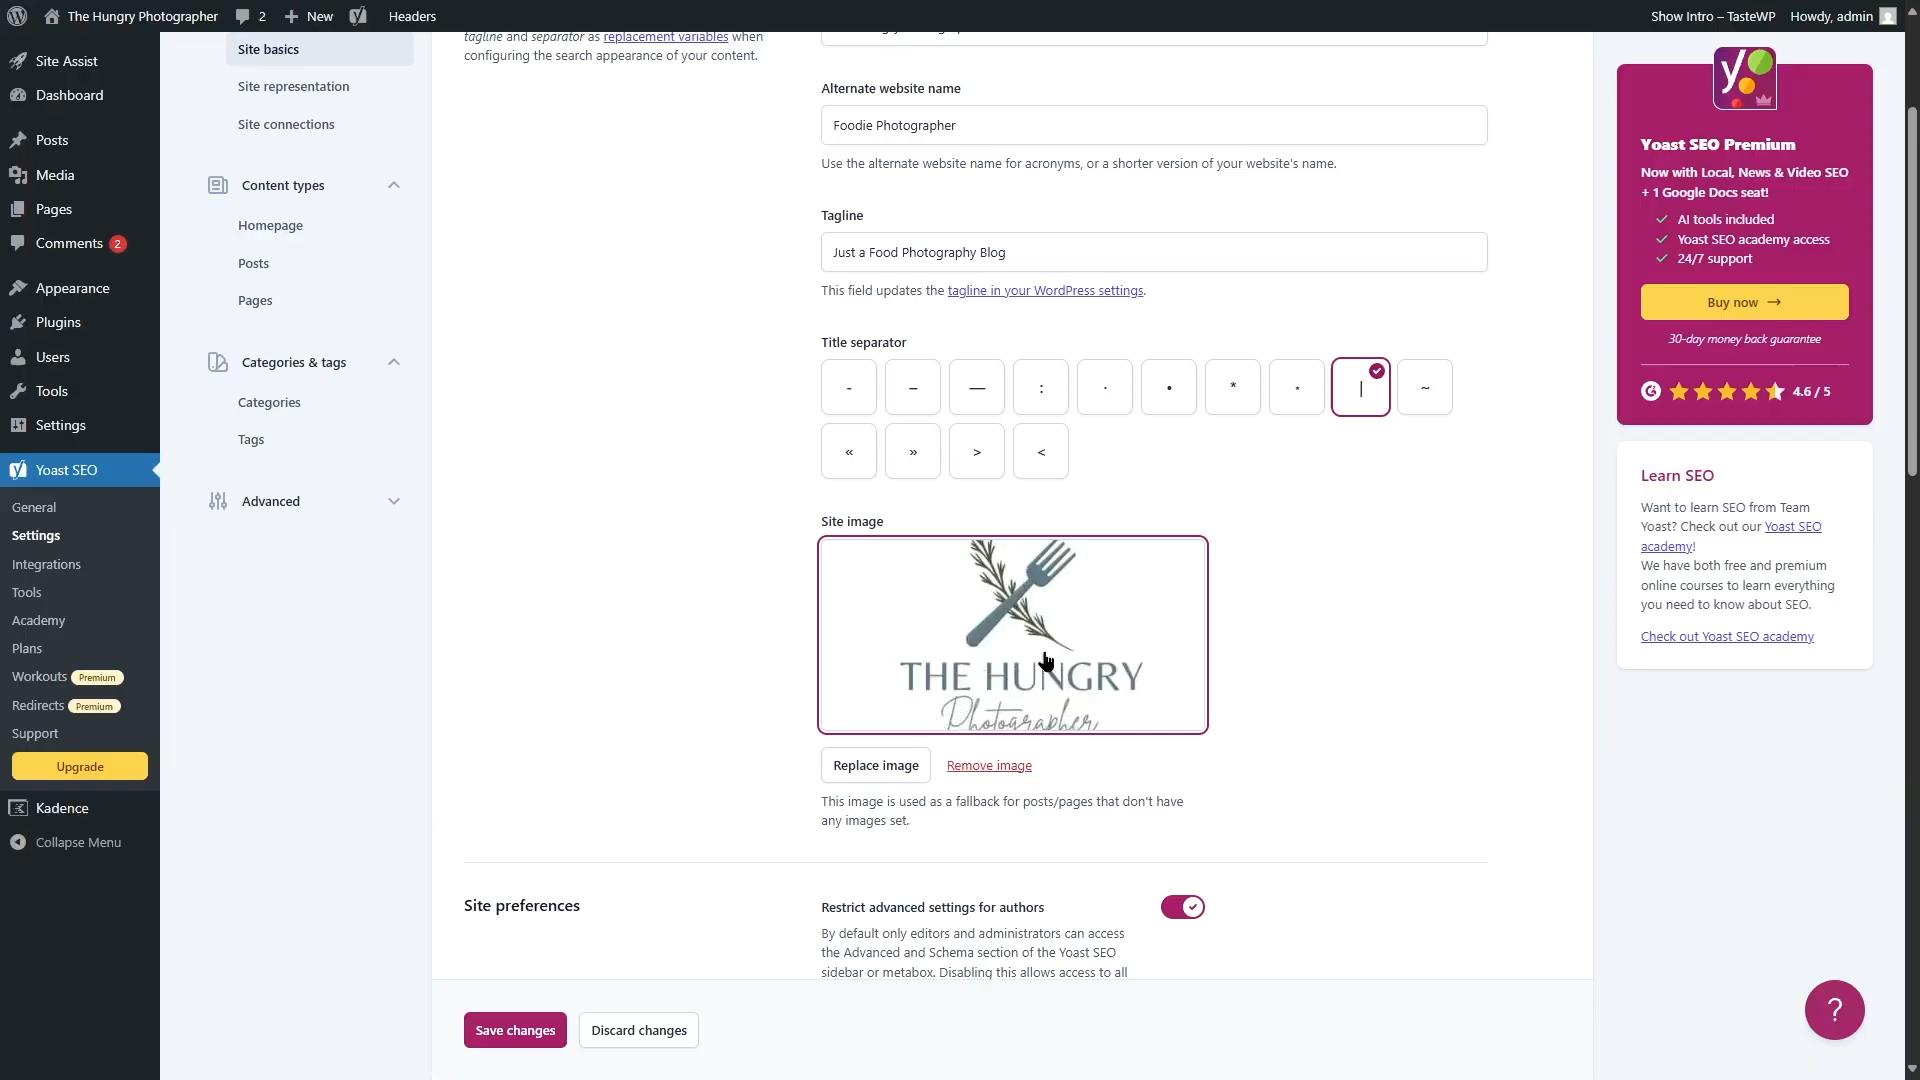 The Hungry Photographer
2
New
Headers
Show Intro – TasteWP
Howdy, admin
Site Assist
Dashboard
Posts
Media
Pages
Comments 2
Appearance
Plugins
Users
Tools
Settings
Yoast SEO
General
Settings
Integrations
Tools
Academy
Plans
Workouts Premium
Redirects Premium
Support
Upgrade
Kadence
Collapse Menu
Site basics
Site representation
Site connections
Content types
Homepage
Posts
Pages
Categories & tags
Categories
Tags
Advanced
tagline and separator as replacement variables when
configuring the search appearance of your content.
Alternate website name
Foodie Photographer
Use the alternate website name for acronyms, or a shorter version of your website's name.
Tagline
Just a Food Photography Blog
This field updates the tagline in your WordPress settings.
Title separator
- – — : · • * ⋆ | ~
« » > <
Site image
THE HUNGRY
Photographer
Replace image
Remove image
This image is used as a fallback for posts/pages that don't have
any images set.
Site preferences
Restrict advanced settings for authors
By default only editors and administrators can access
the Advanced and Schema section of the Yoast SEO
sidebar or metabox. Disabling this allows access to all
Save changes
Discard changes
Yoast SEO Premium
Now with Local, News & Video SEO
+ 1 Google Docs seat!
AI tools included
Yoast SEO academy access
24/7 support
Buy now →
30-day money back guarantee
4.6 / 5
Learn SEO
Want to learn SEO from Team
Yoast? Check out our Yoast SEO
academy!
We have both free and premium
online courses to learn everything
you need to know about SEO.
Check out Yoast SEO academy
?